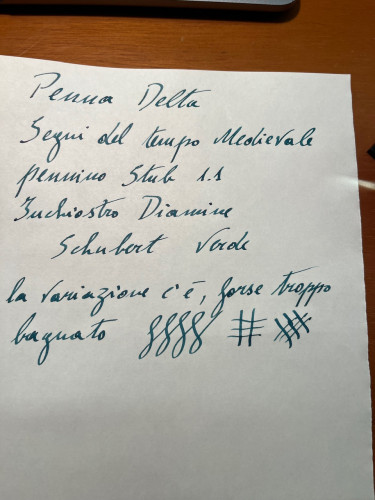 Penna Delta
Segni del tempo Medievale
pennino Stub 1.1
Inchiostro Diamine
Schubert Verde
la variazione c'è, forse troppo
bagnato